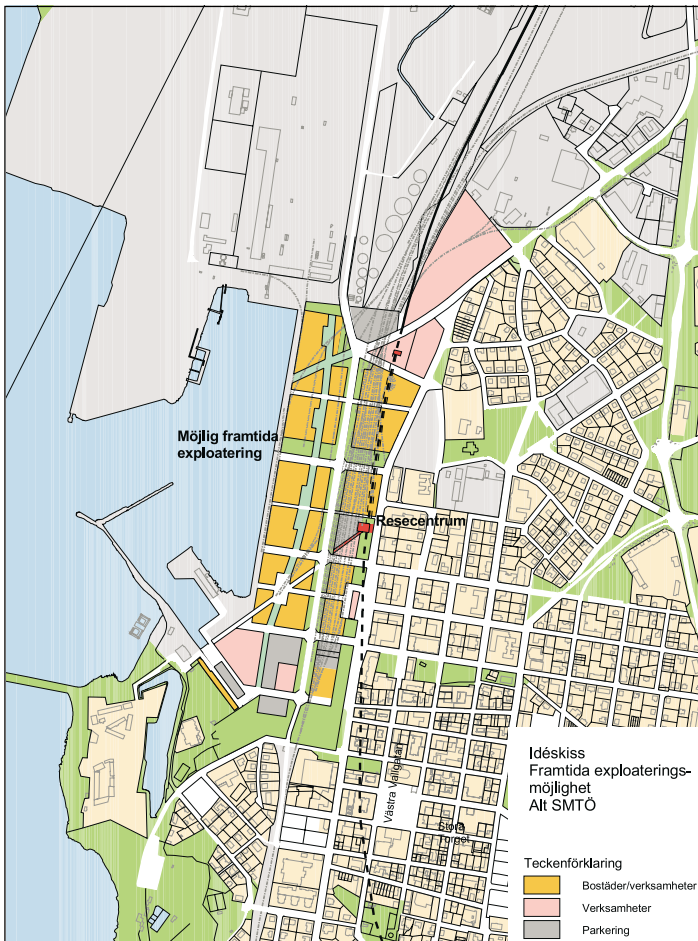 Möjlig framtida
exploatering
Resecentrum
Västra Vallgatan
Stora
Torget
Idéskiss
Framtida exploaterings-
möjlighet
Alt SMTÖ
Teckenförklaring
Bostäder/verksamheter
Verksamheter
Parkering